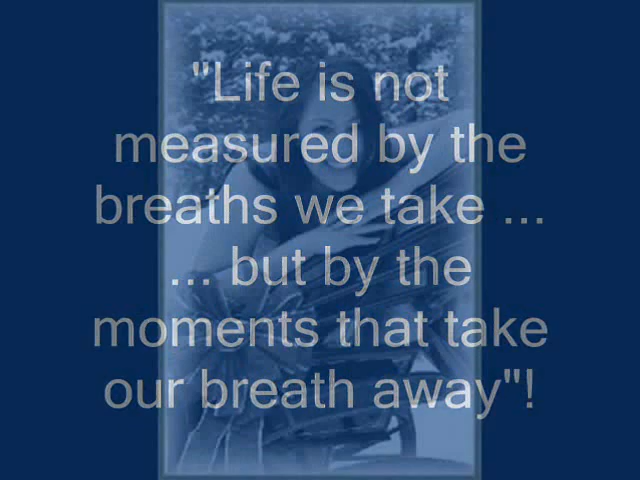 "Life is not
measured by the
breaths we take ...
... but by the
moments that take
our breath away"!